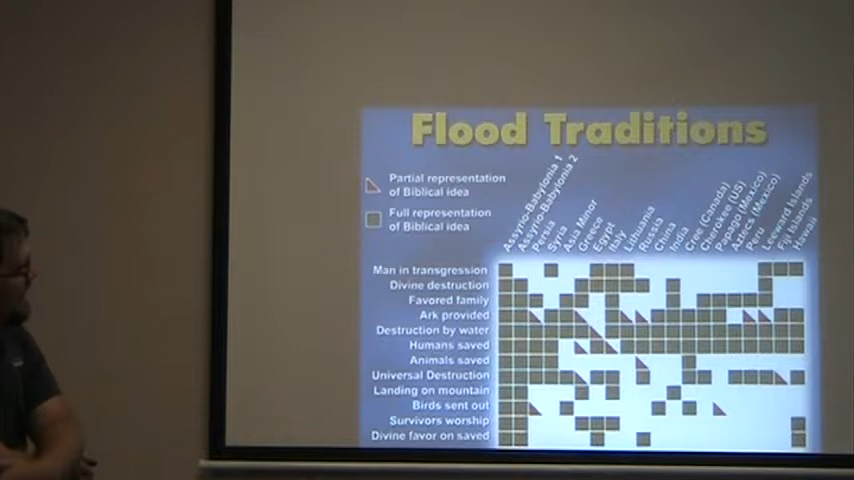 Flood Traditions
Partial representation
of Biblical idea
Full representation
of Biblical idea
Assyrio-Babylonia 1
Assyrio-Babylonia 2
Persia
Syria
Asia Minor
Greece
Egypt
Italy
Lithuania
Russia
China
India
Cree (Canada)
Cherokee (US)
Papago (Mexico)
Aztecs (Mexico)
Peru
Leeward Islands
Fiji Islands
Hawaii
Man in transgression
Divine destruction
Favored family
Ark provided
Destruction by water
Humans saved
Animals saved
Universal Destruction
Landing on mountain
Birds sent out
Survivors worship
Divine favor on saved